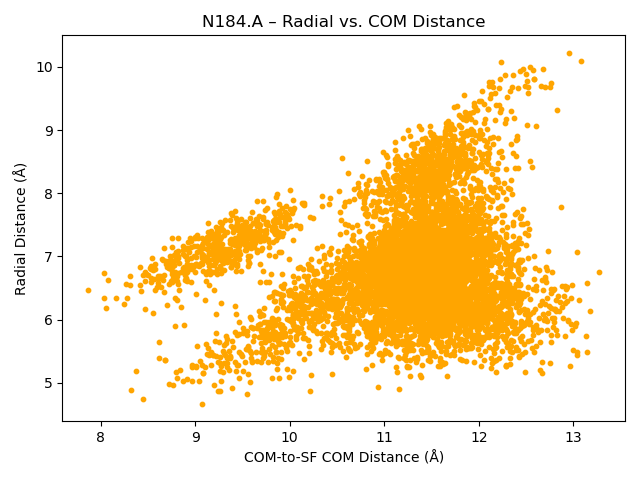 N184.A – Radial vs. COM Distance
Radial Distance (Å)
10
9
8
7
6
5
8 9 10 11 12 13
COM-to-SF COM Distance (Å)